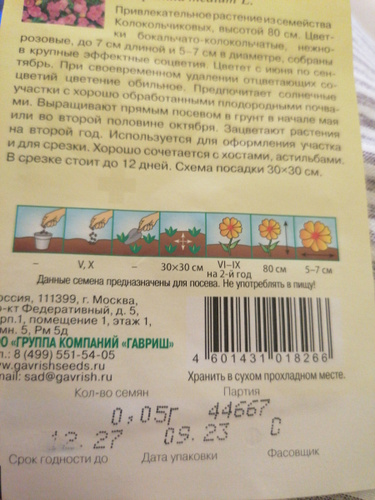 L.
Привлекательное растение из семейства
Колокольчиковых, высотой 80 см. Цвет-
ки бокальчато-колокольчатые, нежно-
розовые, до 7 см длиной и 5–7 см в диаметре, собраны
в крупные эффектные соцветия. Цвет с июня по сен-
тябрь. При своевременном удалении отцветающих со-
цветий цветение обильное. Предпочитает солнечные
участки с хорошо обработанными плодородными почва-
ми. Выращивают прямым посевом в грунт в начале мая
или во второй половине октября. Зацветают растения
на второй год. Используется для оформления участка
и для срезки. Хорошо сочетается с хостами, астильбами.
В срезке стоит до 12 дней. Схема посадки 30×30 см.
– V, X – 30×30 см VI–IX 80 см 5–7 см
на 2-й год
Данные семена предназначены для посева. Не употреблять в пищу!
оссия, 111399, г. Москва,
р-кт Федеративный, д. 5,
орп.1, помещение 1, этаж 1,
мн. 5, Рм 5д
ОО «ГРУППА КОМПАНИЙ "ГАВРИШ»
л.: 8 (499) 551-54-05
w.gavrishseeds.ru
mail: sad@gavrish.ru
4 601431 018266
Хранить в сухом прохладном месте.
Кол-во семян Партия
0,05г 44667
12.27 09.23 0
Срок годности до Дата упаковки Фасовщик